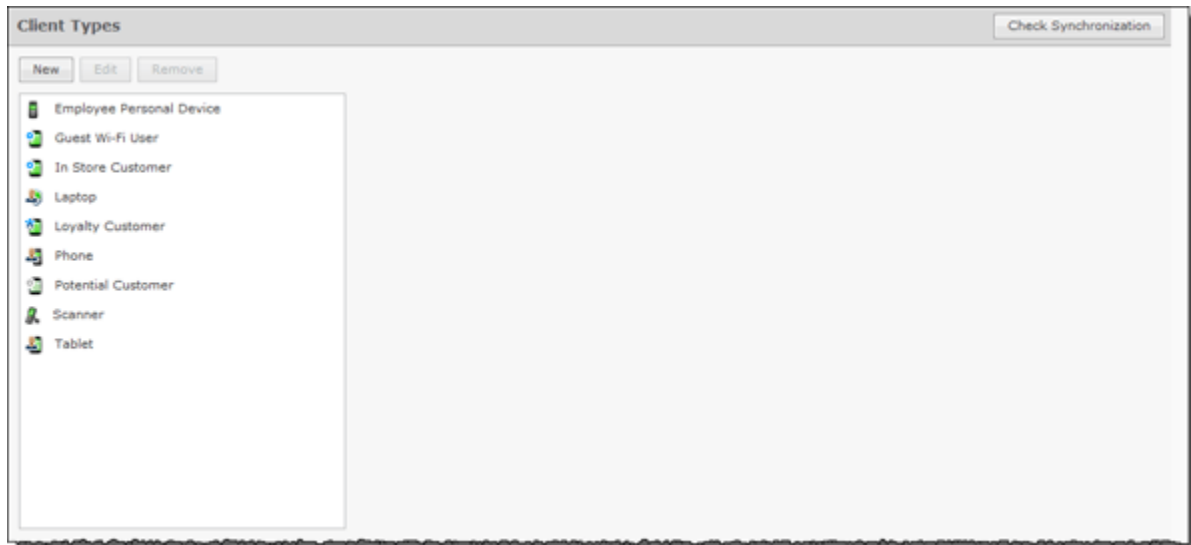 Client Types
Check Synchronization
New Edit Remove
Employee Personal Device
Guest Wi-Fi User
In Store Customer
Laptop
Loyalty Customer
Phone
Potential Customer
Scanner
Tablet